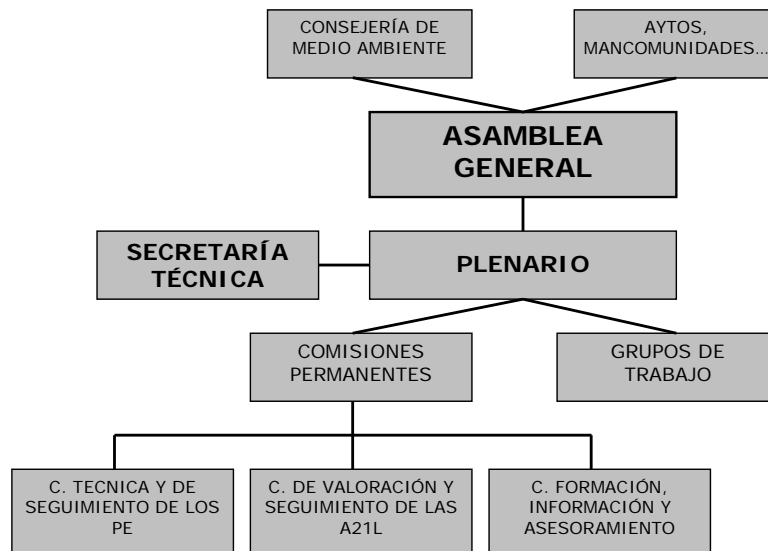 CONSEJERÍA DE
MEDIO AMBIENTE
AYTOS,
MANCOMUNIDADES...
ASAMBLEA
GENERAL
SECRETARÍA
TÉCNICA
PLENARIO
COMISIONES
PERMANENTES
GRUPOS DE
TRABAJO
C. TECNICA Y DE
SEGUIMIENTO DE LOS
PE
C. DE VALORACIÓN Y
SEGUIMIENTO DE LAS
A21L
C. FORMACIÓN,
INFORMACIÓN Y
ASESORAMIENTO